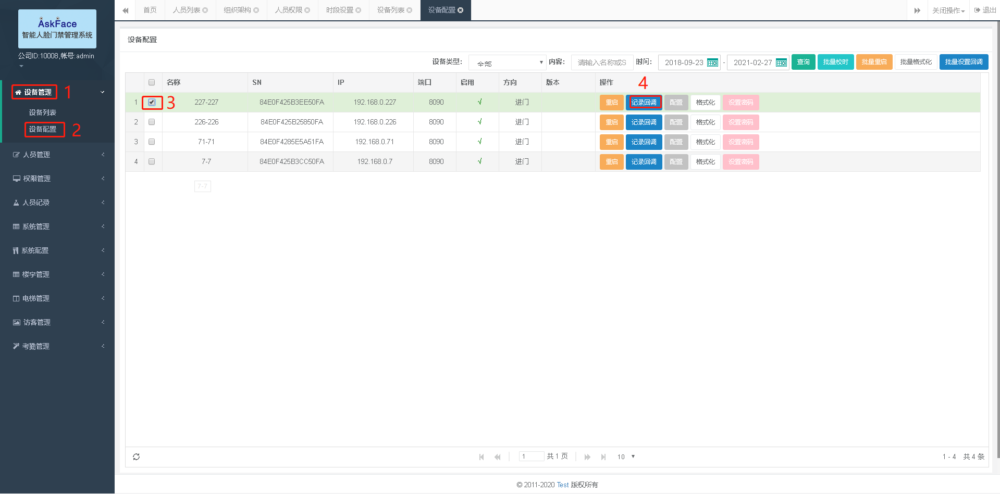 AskFace
智能人脸门禁管理系统
公司ID:10008,帐号:admin
设备管理 1
设备列表
设备配置 2
人员管理
权限管理
人员记录
系统管理
系统配置
楼宇管理
电梯管理
访客管理
考勤管理
首页 人员列表 组织架构 人员权限 时段设置 设备列表 设备配置 关闭操作 退出
设备配置
设备类型: 全部 内容: 请输入名称或S 时间: 2018-09-23 - 2021-02-27 查询 批量校时 批量重启 批量格式化 批量设置回调
名称 SN IP 端口 启用 方向 版本 操作 4
1 3 227-227 84E0F425B3EE50FA 192.168.0.227 8090 √ 进门 重启 记录回调 配置 格式化 设置密码
2 226-226 84E0F425B25850FA 192.168.0.226 8090 √ 进门 重启 记录回调 配置 格式化 设置密码
3 71-71 84E0F4285E5A51FA 192.168.0.71 8090 √ 进门 重启 记录回调 配置 格式化 设置密码
4 7-7 84E0F425B3CC50FA 192.168.0.7 8090 √ 进门 重启 记录回调 配置 格式化 设置密码
7-7
1 共 1 页 10 1 - 4 共 4 条
© 2011-2020 Test 版权所有